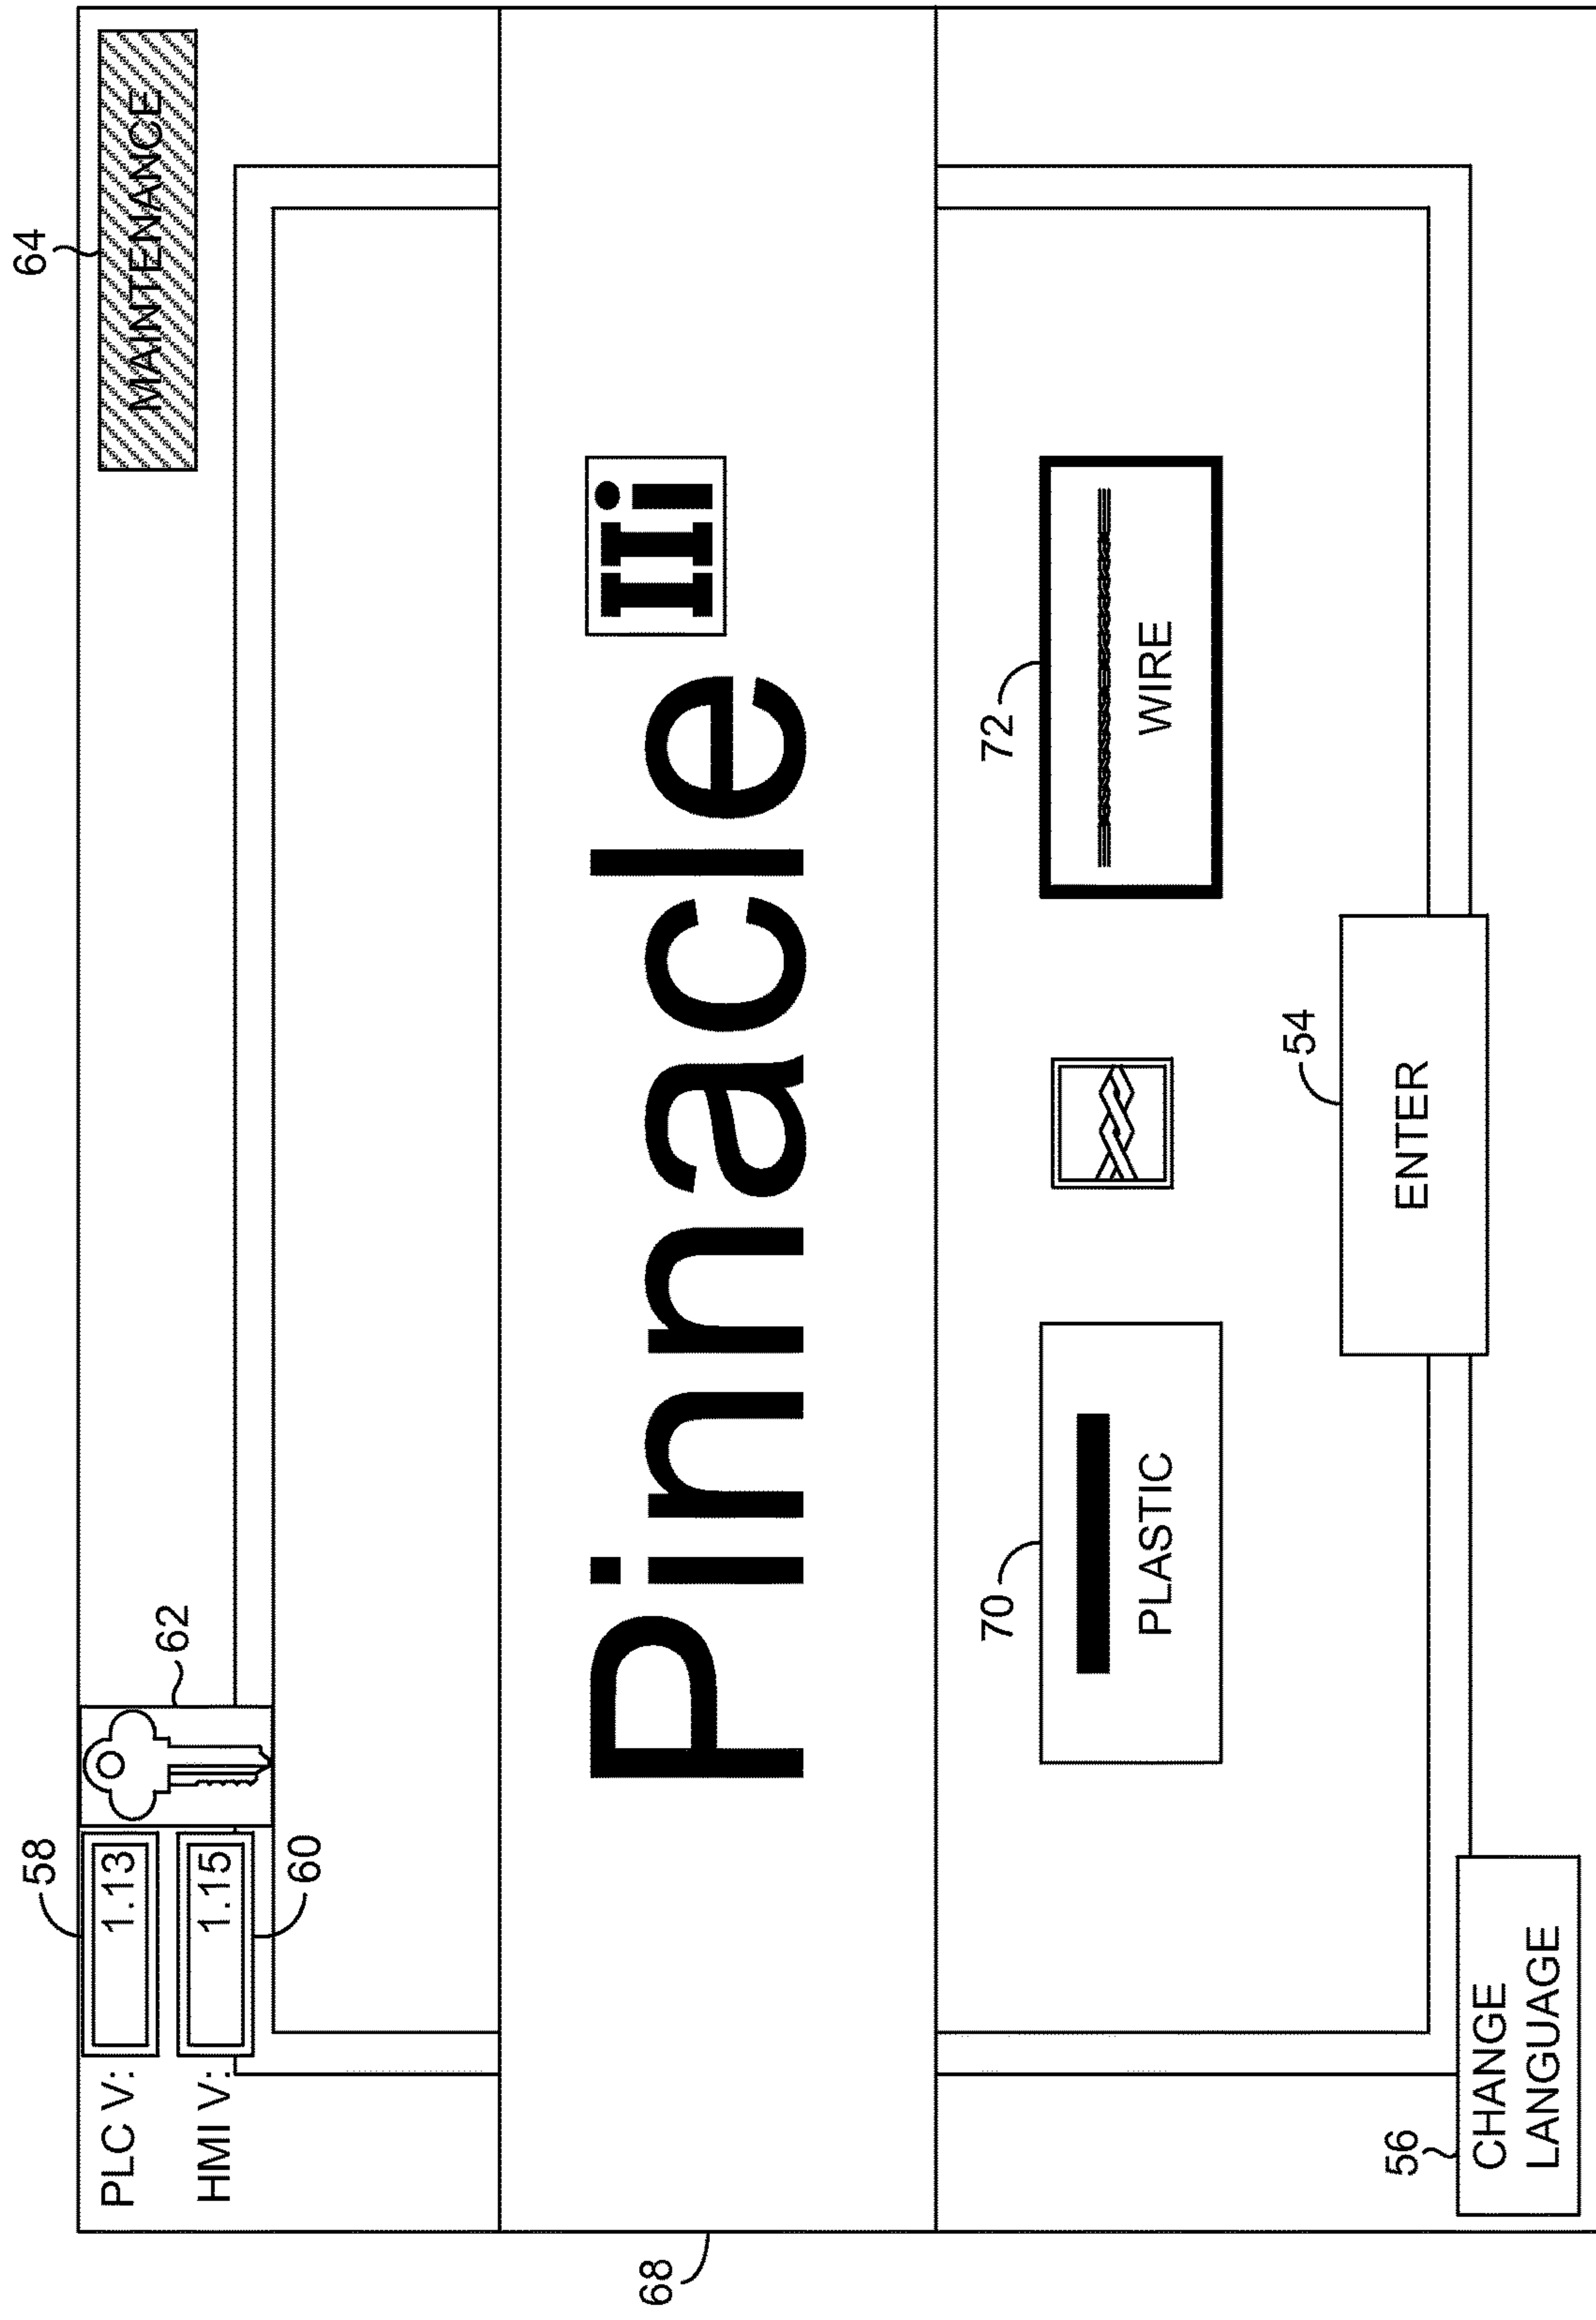 58
64
PLC V: 1.13
62
MAINTENANCE
HMI V: 1.15
60
68
Pinnacle IIi
70
72
PLASTIC
WIRE
54
ENTER
56
CHANGE
LANGUAGE